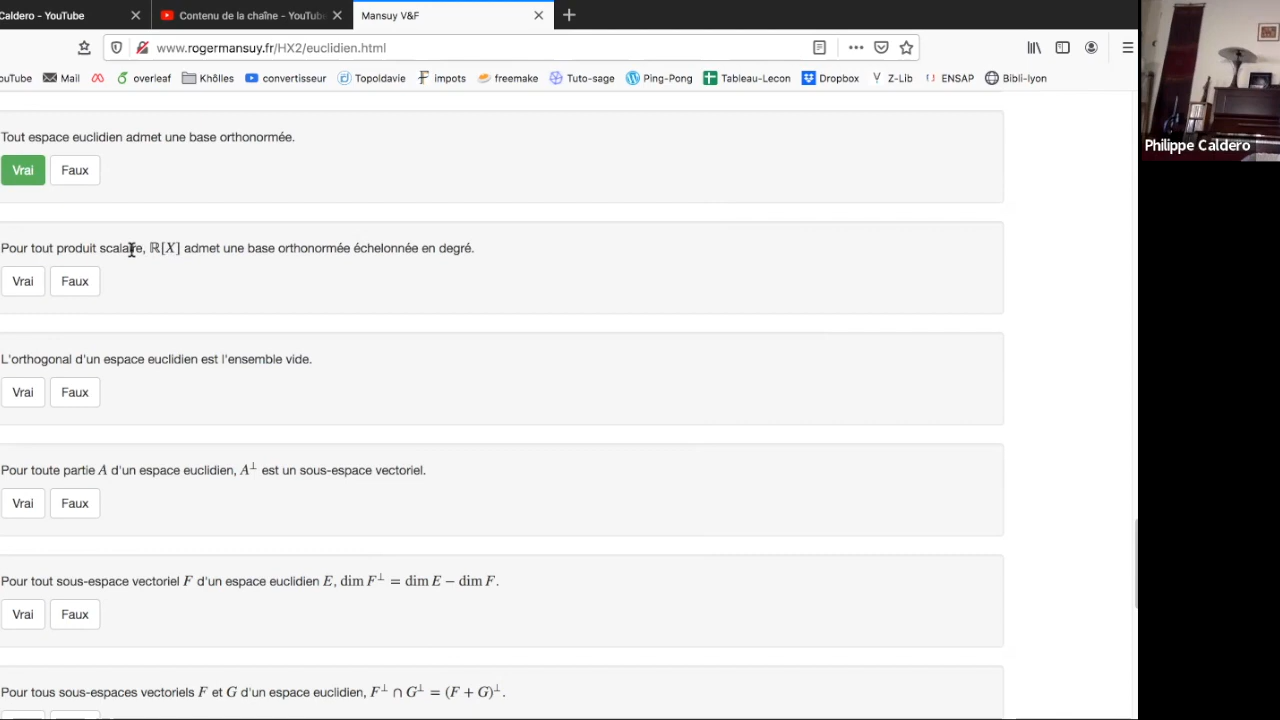 Caldero - YouTube
Contenu de la chaîne - YouTube
Mansuy V&F
www.rogermansuy.fr/HX2/euclidien.html
ouTube Mail overleaf Khôlles convertisseur Topoldavie impots freemake Tuto-sage Ping-Pong Tableau-Lecon Dropbox Z-Lib ENSAP Bibli-lyon
Tout espace euclidien admet une base orthonormée.
Vrai Faux
Pour tout produit scalaire, ℝ[X] admet une base orthonormée échelonnée en degré.
Vrai Faux
L'orthogonal d'un espace euclidien est l'ensemble vide.
Vrai Faux
Pour toute partie A d'un espace euclidien, A⊥ est un sous-espace vectoriel.
Vrai Faux
Pour tout sous-espace vectoriel F d'un espace euclidien E, dim F⊥ = dim E − dim F.
Vrai Faux
Pour tous sous-espaces vectoriels F et G d'un espace euclidien, F⊥ ∩ G⊥ = (F + G)⊥.
Philippe Caldero